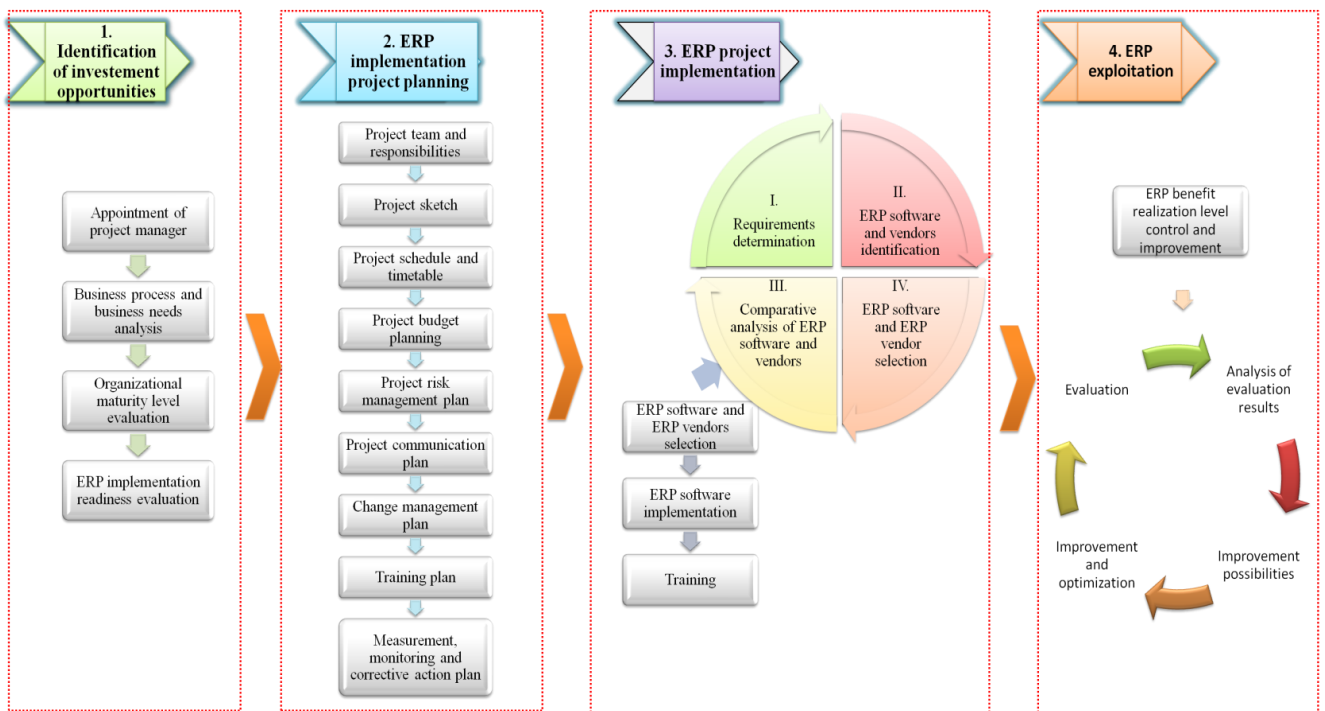 1.
Identification
of investement
opportunities
Appointment of
project manager
Business process and
business needs
analysis
Organizational
maturity level
evaluation
ERP implementation
readiness evaluation
2. ERP
implementation
project planning
Project team and
responsibilities
Project sketch
Project schedule and
timetable
Project budget
planning
Project risk
management plan
Project communication
plan
Change management
plan
Training plan
Measurement,
monitoring and
corrective action plan
3. ERP project
implementation
I.
Requirements
determination
II.
ERP software
and vendors
identification
III.
Comparative
analysis of ERP
software and
vendors
IV.
ERP software
and ERP
vendor
selection
ERP software and
ERP vendors
selection
ERP software
implementation
Training
4. ERP
exploitation
ERP benefit
realization level
control and
improvement
Evaluation
Analysis of
evaluation
results
Improvement
possibilities
Improvement
and
optimization